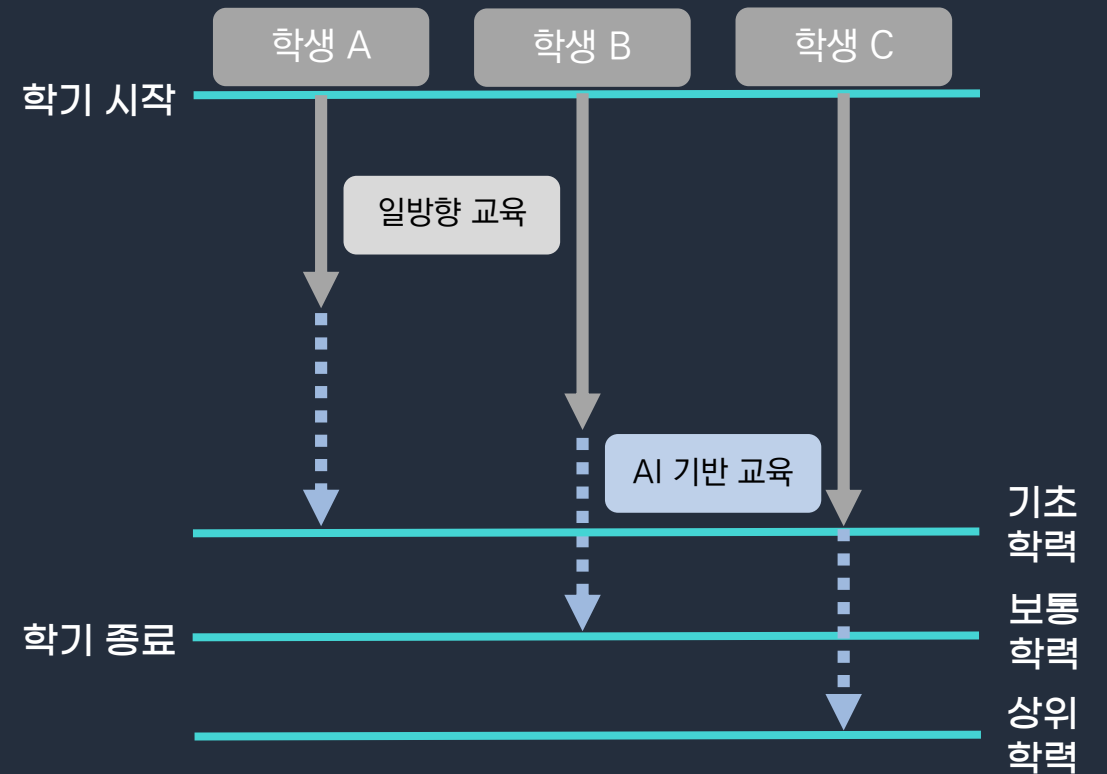 학생 A
학생 B
학생 C
학기 시작
일방향 교육
AI 기반 교육
기초
학력
보통
학력
학기 종료
상위
학력